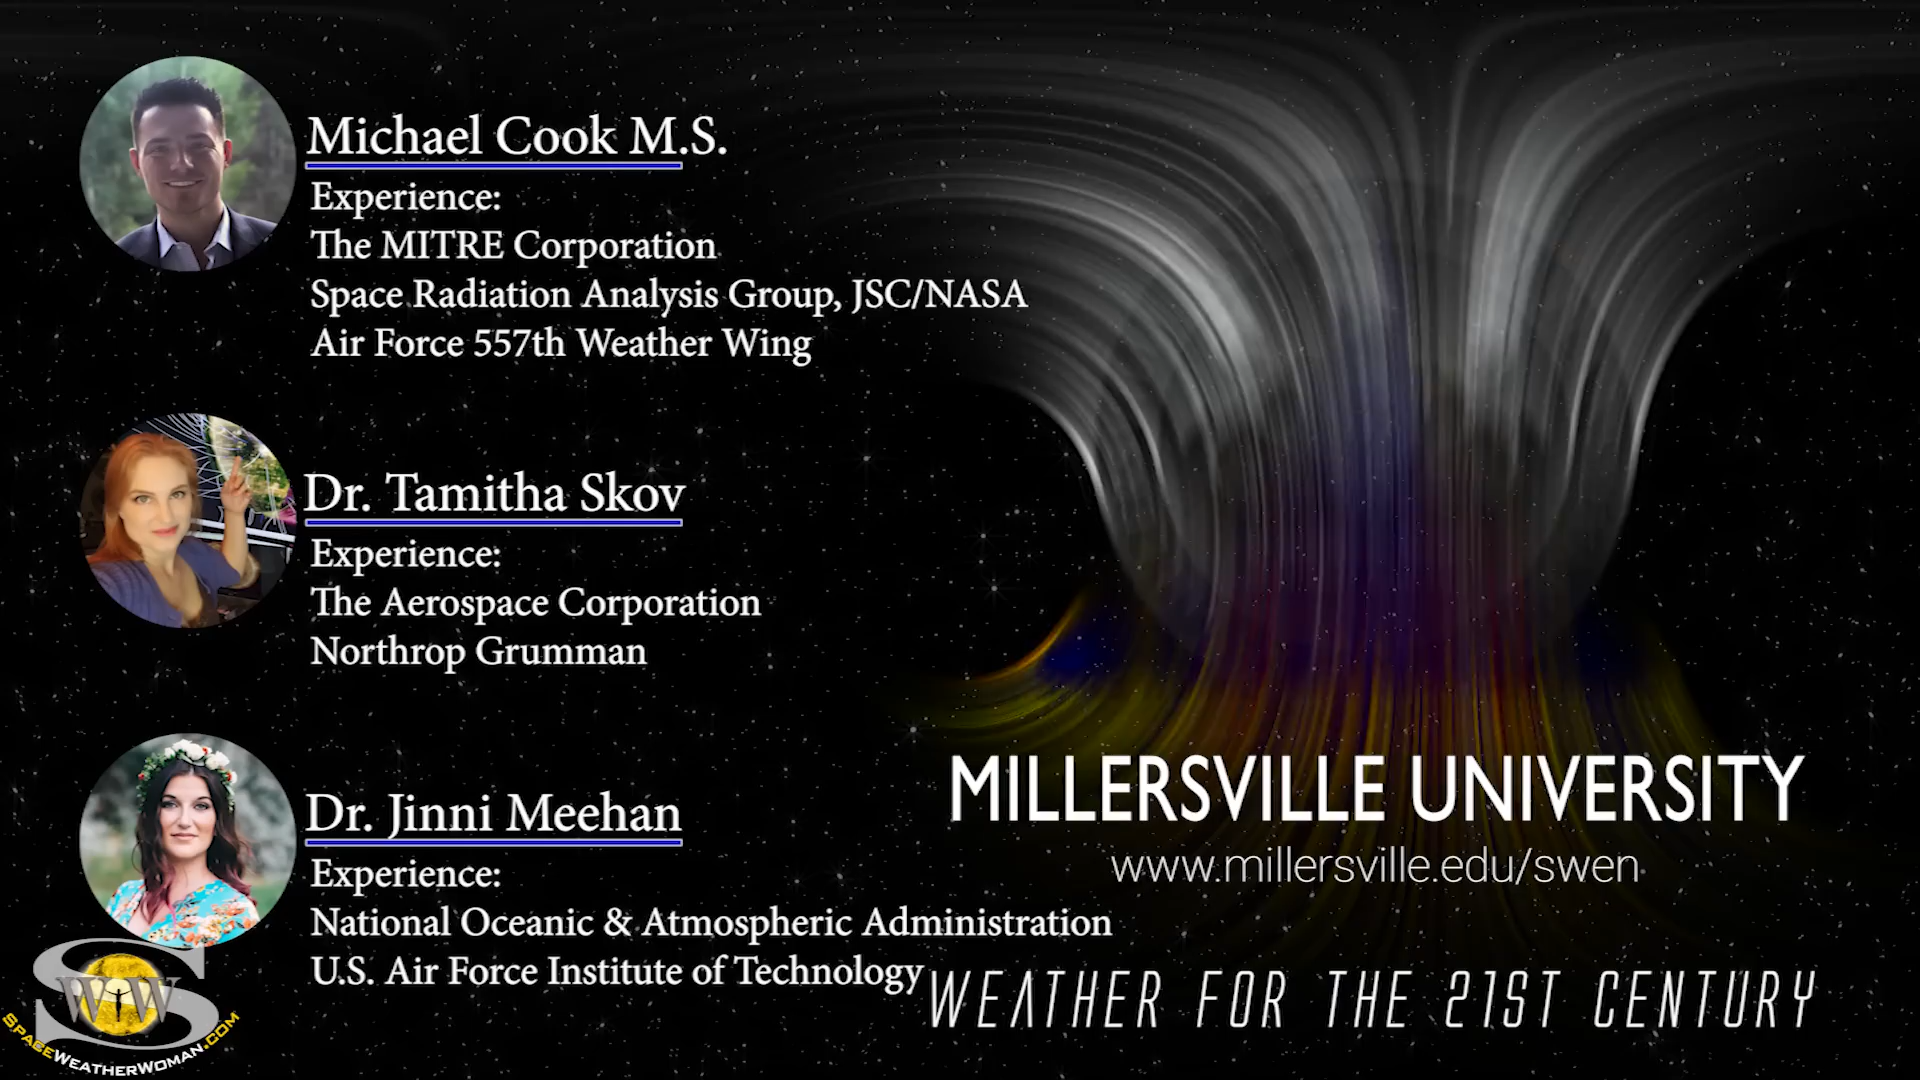 Michael Cook M.S.
Experience:
The MITRE Corporation
Space Radiation Analysis Group, JSC/NASA
Air Force 557th Weather Wing
Dr. Tamitha Skov
Experience:
The Aerospace Corporation
Northrop Grumman
Dr. Jinni Meehan
Experience:
National Oceanic & Atmospheric Administration
U.S. Air Force Institute of Technology
MILLERSVILLE UNIVERSITY
www.millersville.edu/swen
WEATHER FOR THE 21ST CENTURY
S
WW
SPACEWEATHERWOMAN.COM